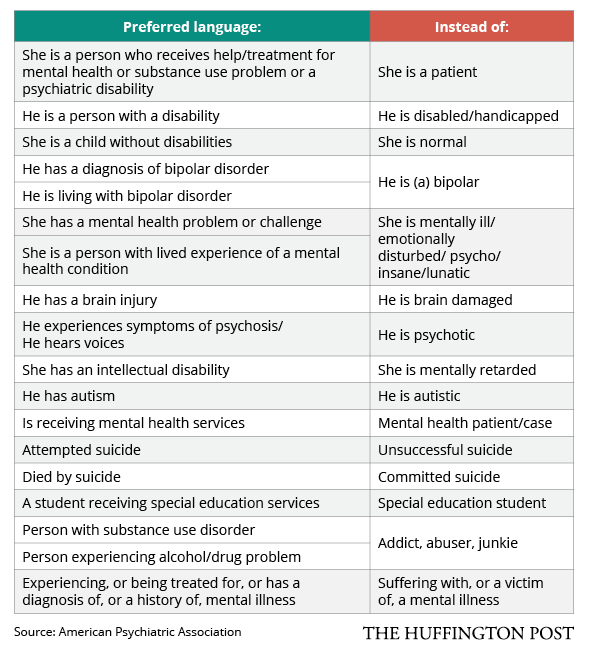 Preferred language:
Instead of:
She is a person who receives help/treatment for
mental health or substance use problem or a
psychiatric disability
She is a patient
He is a person with a disability
He is disabled/handicapped
She is a child without disabilities
She is normal
He has a diagnosis of bipolar disorder
He is living with bipolar disorder
He is (a) bipolar
She has a mental health problem or challenge
She is a person with lived experience of a mental
health condition
She is mentally ill/
emotionally
disturbed/ psycho/
insane/lunatic
He has a brain injury
He is brain damaged
He experiences symptoms of psychosis/
He hears voices
He is psychotic
She has an intellectual disability
She is mentally retarded
He has autism
He is autistic
Is receiving mental health services
Mental health patient/case
Attempted suicide
Unsuccessful suicide
Died by suicide
Committed suicide
A student receiving special education services
Special education student
Person with substance use disorder
Person experiencing alcohol/drug problem
Addict, abuser, junkie
Experiencing, or being treated for, or has a
diagnosis of, or a history of, mental illness
Suffering with, or a victim
of, a mental illness
Source: American Psychiatric Association
THE HUFFINGTON POST